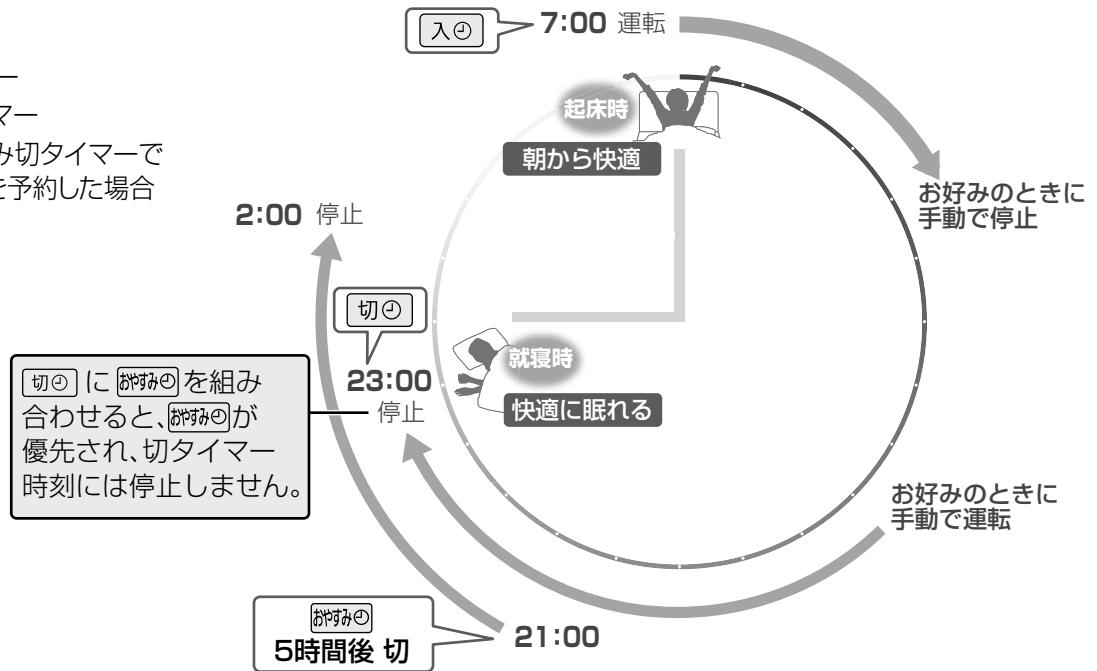 入
7:00 運転
ー
マー
み切タイマーで
を予約した場合
起床時
朝から快適
お好みのときに
手動で停止
2:00 停止
切
就寝時
23:00
停止
快適に眠れる
切 に おやすみ を組み
合わせると、おやすみ が
優先され、切タイマー
時刻には停止しません。
お好みのときに
手動で運転
おやすみ
5時間後 切
21:00